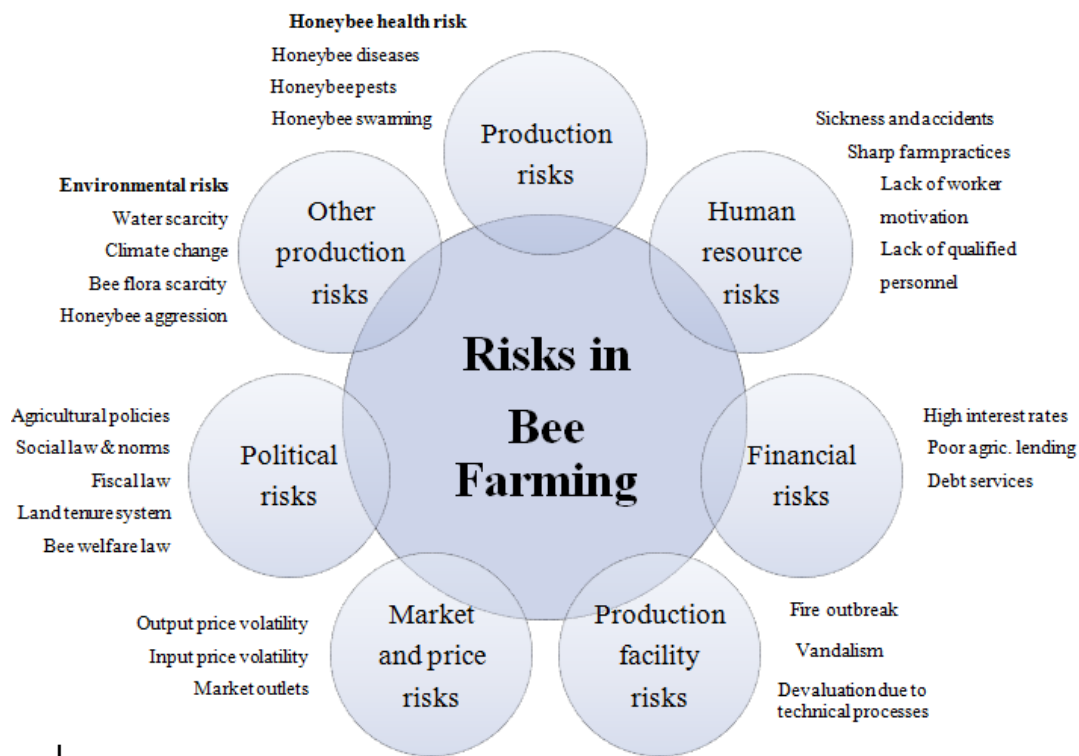 Honeybee health risk
Honeybee diseases
Honeybee pests
Honeybee swarming
Production
risks
Sickness and accidents
Sharp farm practices
Lack of worker
motivation
Lack of qualified
personnel
Human
resource
risks
Environmental risks
Water scarcity
Climate change
Bee flora scarcity
Honeybee aggression
Other
production
risks
Risks in
Bee
Farming
Agricultural policies
Social law & norms
Fiscal law
Land tenure system
Bee welfare law
Political
risks
Financial
risks
High interest rates
Poor agric. lending
Debt services
Output price volatility
Input price volatility
Market outlets
Market
and price
risks
Production
facility
risks
Fire outbreak
Vandalism
Devaluation due to
technical processes